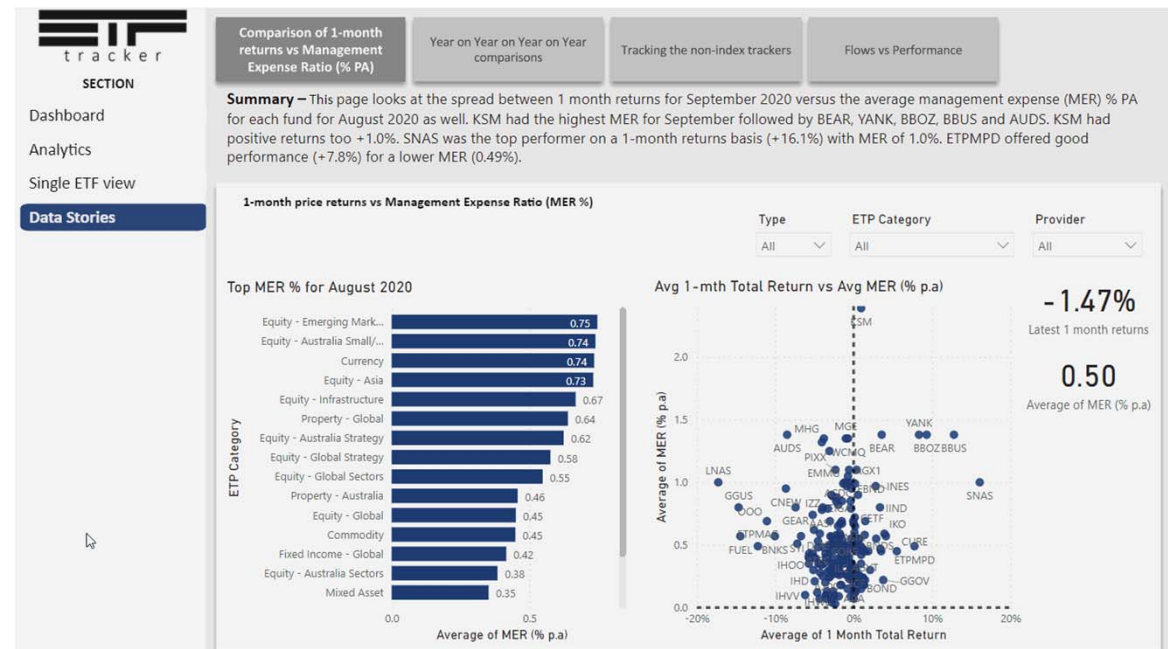 ETF
tracker
SECTION
Dashboard
Analytics
Single ETF view
Data Stories
Comparison of 1-month
returns vs Management
Expense Ratio (% PA)
Year on Year on Year on Year
comparisons
Tracking the non-index trackers
Flows vs Performance
Summary – This page looks at the spread between 1 month returns for September 2020 versus the average management expense (MER) % PA
for each fund for August 2020 as well. KSM had the highest MER for September followed by BEAR, YANK, BBOZ, BBUS and AUDS. KSM had
positive returns too +1.0%. SNAS was the top performer on a 1-month returns basis (+16.1%) with MER of 1.0%. ETPMPD offered good
performance (+7.8%) for a lower MER (0.49%).
1-month price returns vs Management Expense Ratio (MER %)
Type
ETP Category
Provider
All
All
All
Top MER % for August 2020
ETP Category
Equity - Emerging Mark... 0.75
Equity - Australia Small/... 0.74
Currency 0.74
Equity - Asia 0.73
Equity - Infrastructure 0.67
Property - Global 0.64
Equity - Australia Strategy 0.62
Equity - Global Strategy 0.58
Equity - Global Sectors 0.55
Property - Australia 0.46
Equity - Global 0.45
Commodity 0.45
Fixed Income - Global 0.42
Equity - Australia Sectors 0.38
Mixed Asset 0.35
0.0 0.5
Average of MER (% p.a)
Avg 1-mth Total Return vs Avg MER (% p.a)
Average of MER (% p.a)
KSM
2.0
1.5
YANK
MHG
AUDS
BEAR
BBOZ BBUS
PIXX
WCMQ
LNAS
1.0
INES
SNAS
GGUS
OOO
CNEW
IZZ
IIND
GEAR
CETF
IKO
0.5
FUEL
BNKS
CURE
ETPMPD
IHOO
IHD
GGOV
BOND
IHVV
0.0
-20% -10% 0% 10% 20%
Average of 1 Month Total Return
-1.47%
Latest 1 month returns
0.50
Average of MER (% p.a)